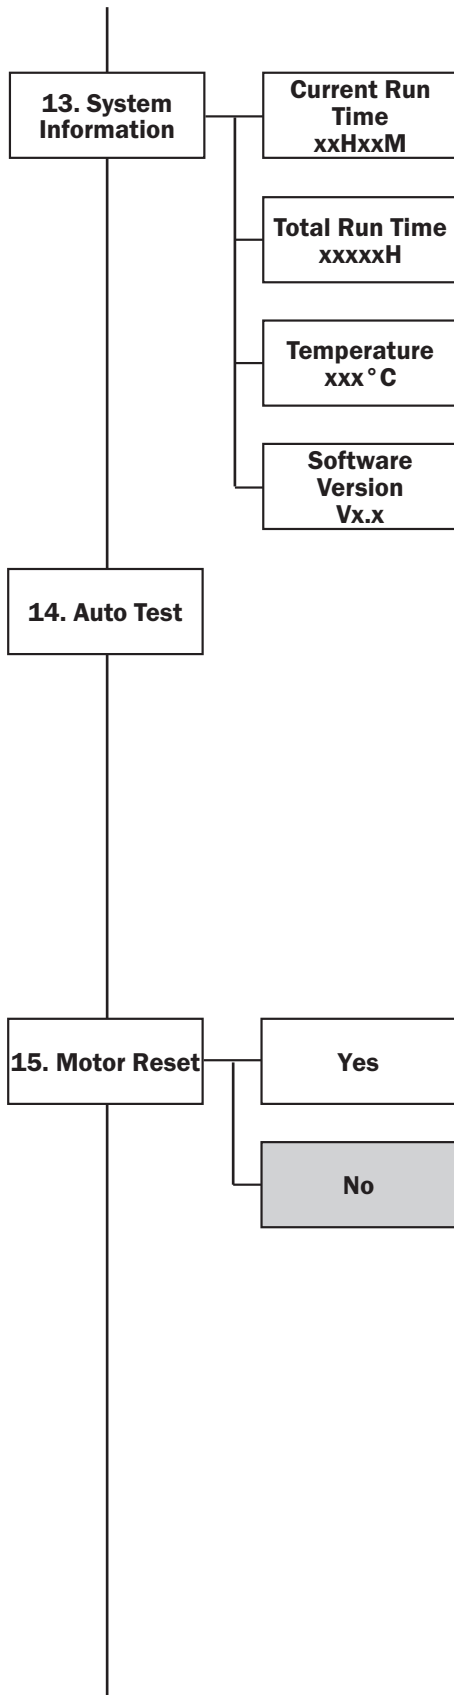 13. System
Information
Current Run
Time
xxHxxM
Total Run Time
xxxxxH
Temperature
xxx°C
Software
Version
Vx.x
14. Auto Test
15. Motor Reset
Yes
No